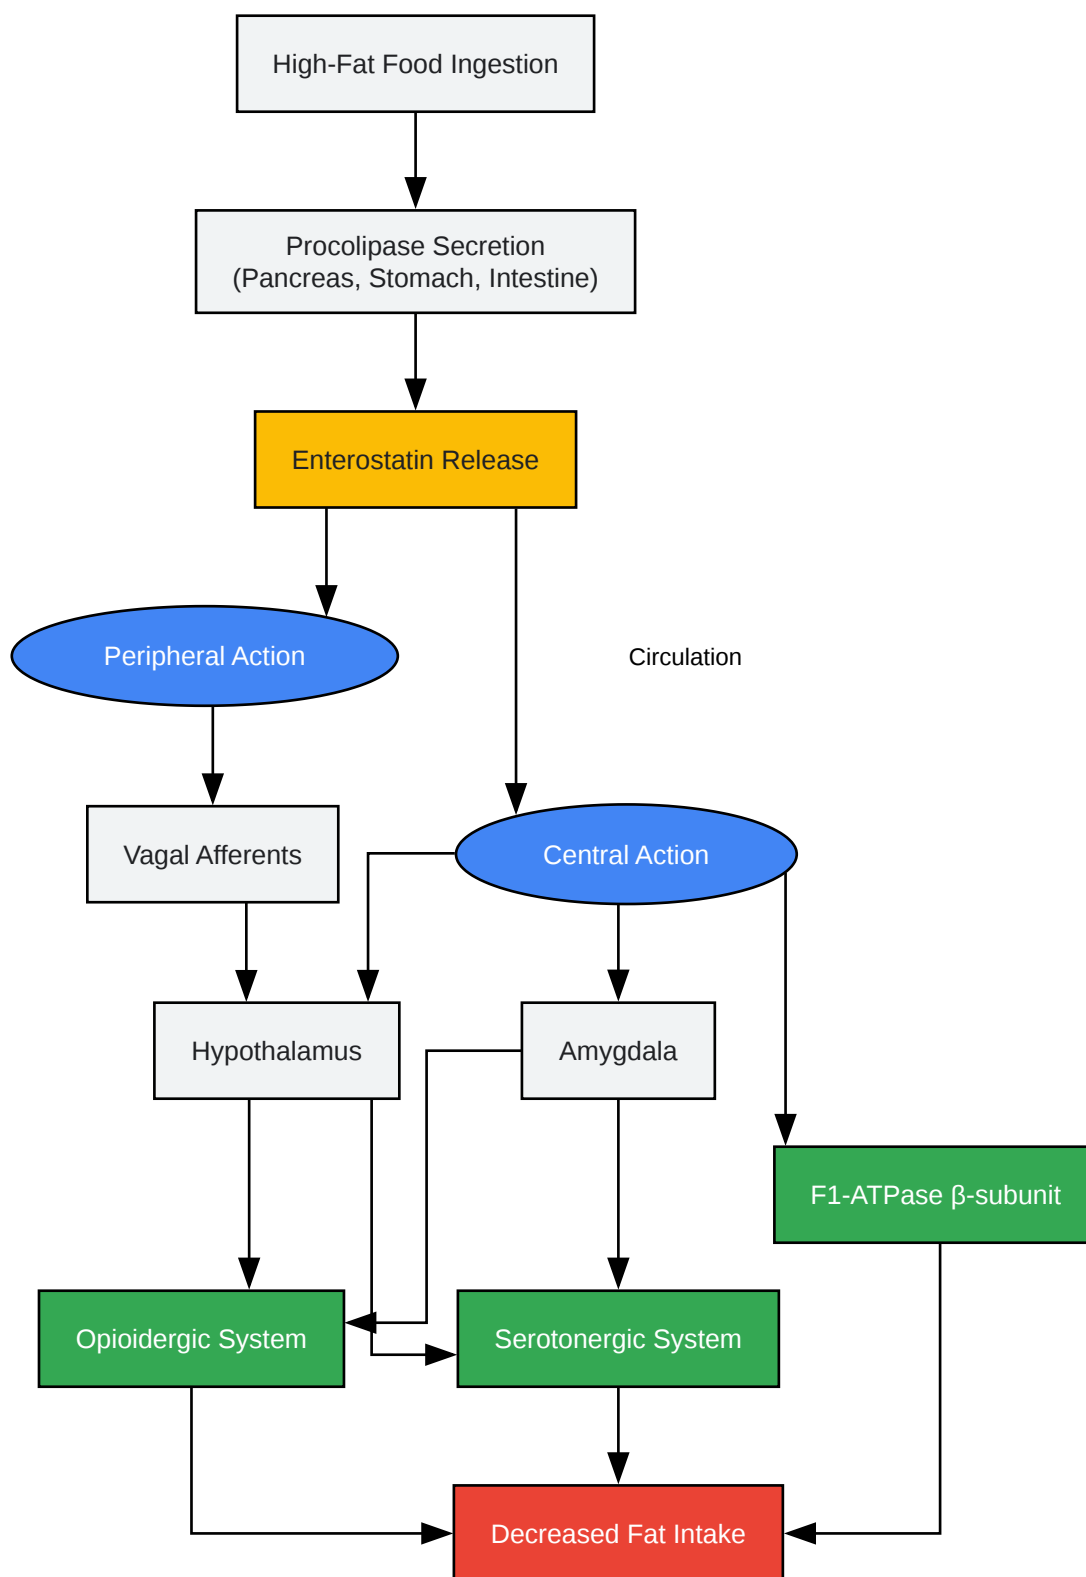 High-Fat Food Ingestion
Procolipase Secretion
(Pancreas, Stomach, Intestine)
Enterostatin Release
Peripheral Action
Circulation
Vagal Afferents
Central Action
Hypothalamus
Amygdala
F1-ATPase β-subunit
Opioidergic System
Serotonergic System
Decreased Fat Intake